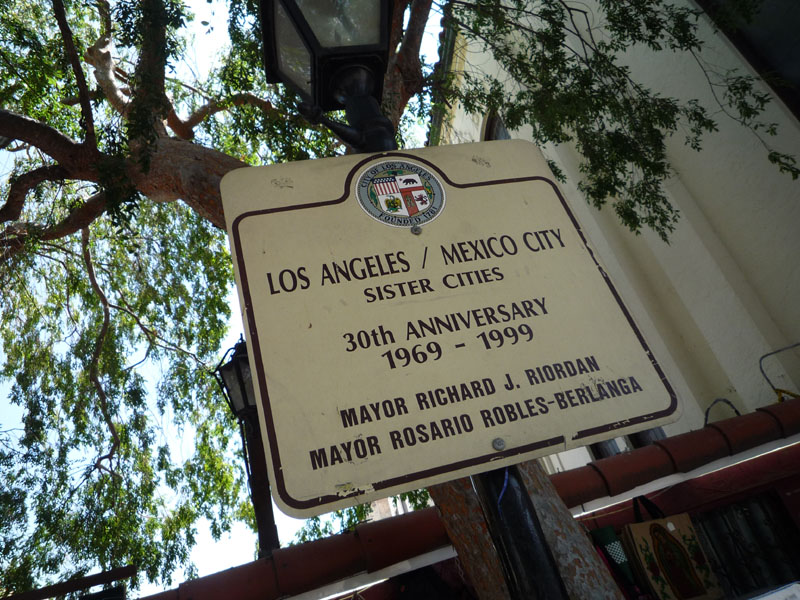 CITY OF LOS ANGELES
FOUNDED 1781
LOS ANGELES / MEXICO CITY
SISTER CITIES
30th ANNIVERSARY
1969 - 1999
MAYOR RICHARD J. RIORDAN
MAYOR ROSARIO ROBLES-BERLANGA